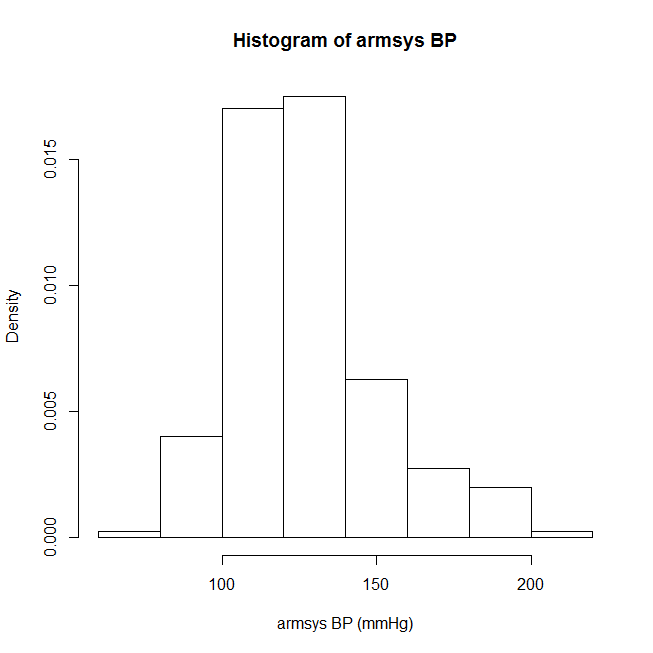 Histogram of armsys BP
Density
0.015
0.010
0.005
0.000
100 150 200
armsys BP (mmHg)